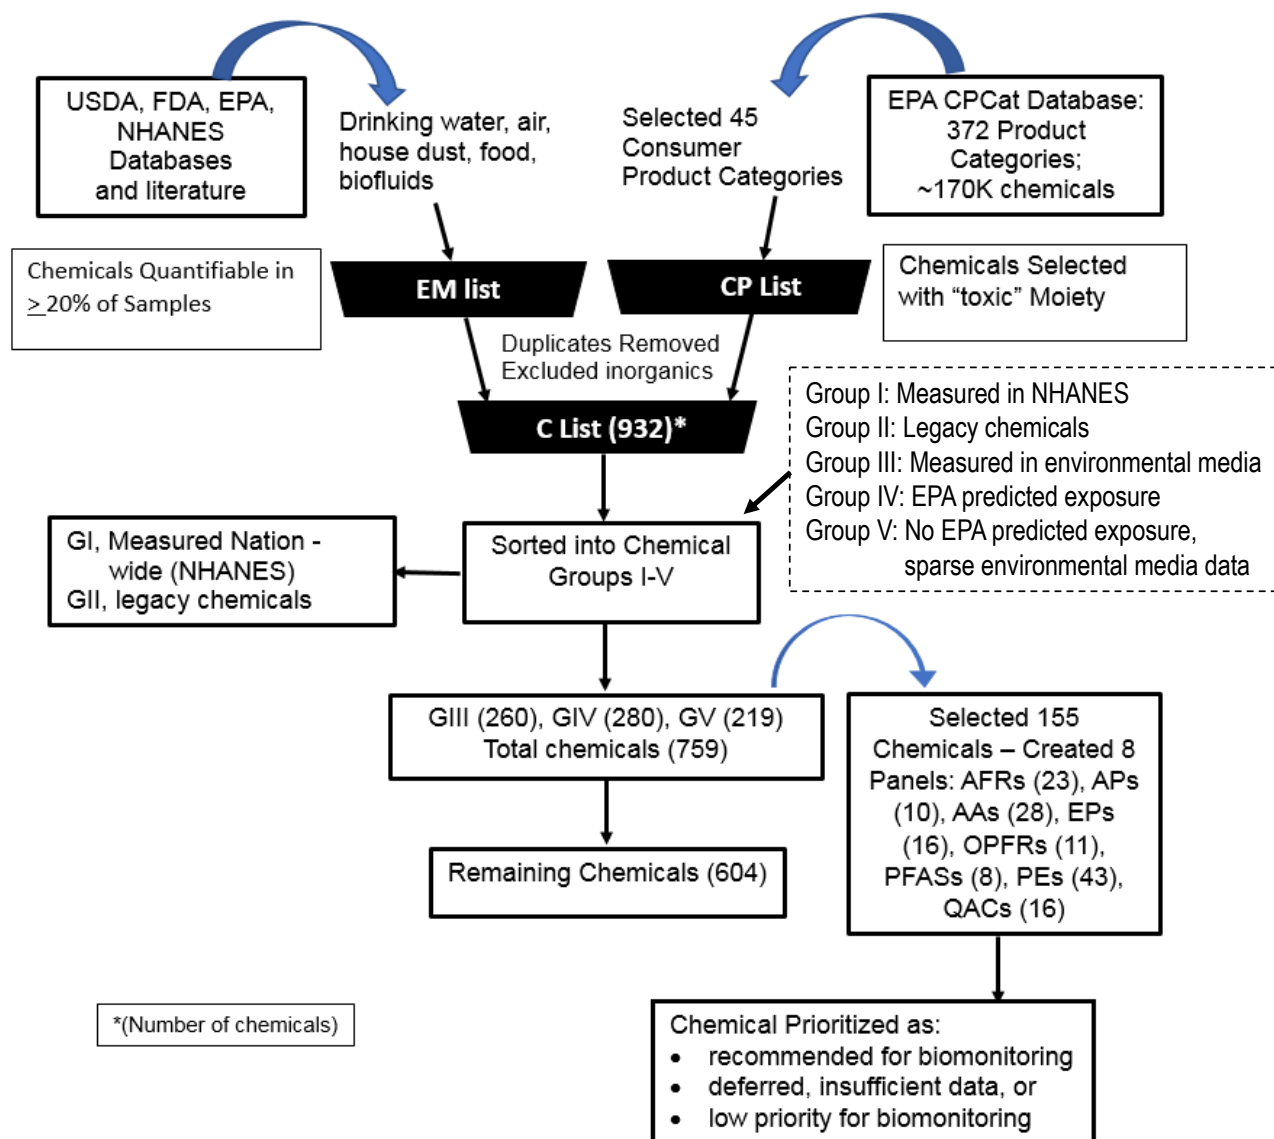 USDA, FDA, EPA,
NHANES
Databases
and literature
Drinking water, air,
house dust, food,
biofluids
Selected 45
Consumer
Product Categories
EPA CPCat Database:
372 Product
Categories;
~170K chemicals
Chemicals Quantifiable in
> 20% of Samples
EM list
CP List
Chemicals Selected
with “toxic” Moiety
Duplicates Removed
Excluded inorganics
C List (932)*
Group I: Measured in NHANES
Group II: Legacy chemicals
Group III: Measured in environmental media
Group IV: EPA predicted exposure
Group V: No EPA predicted exposure,
sparse environmental media data
GI, Measured Nation -
wide (NHANES)
GII, legacy chemicals
Sorted into Chemical
Groups I-V
GIII (260), GIV (280), GV (219)
Total chemicals (759)
Selected 155
Chemicals – Created 8
Panels: AFRs (23), APs
(10), AAs (28), EPs
(16), OPFRs (11),
PFASs (8), PEs (43),
QACs (16)
Remaining Chemicals (604)
*(Number of chemicals)
Chemical Prioritized as:
• recommended for biomonitoring
• deferred, insufficient data, or
• low priority for biomonitoring